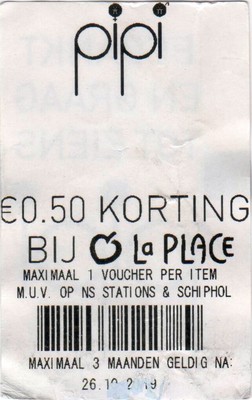 pipi
€0.50 KORTING
BIJ La PLACE
MAXIMAAL 1 VOUCHER PER ITEM
M.U.V. OP NS STATIONS & SCHIPHOL
MAXIMAAL 3 MAANDEN GELDIG NA: